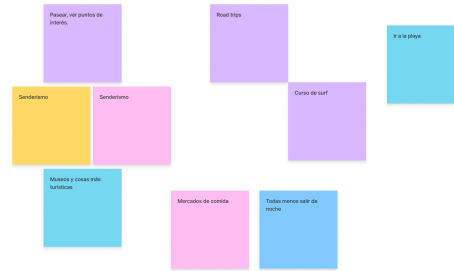 Pasear, ver puntos de
interés.
Road trips
Ir a la playa
Senderismo
Senderismo
Curso de surf
Museos y cosas más
turísticas
Mercados de comida
Todas menos salir de
noche